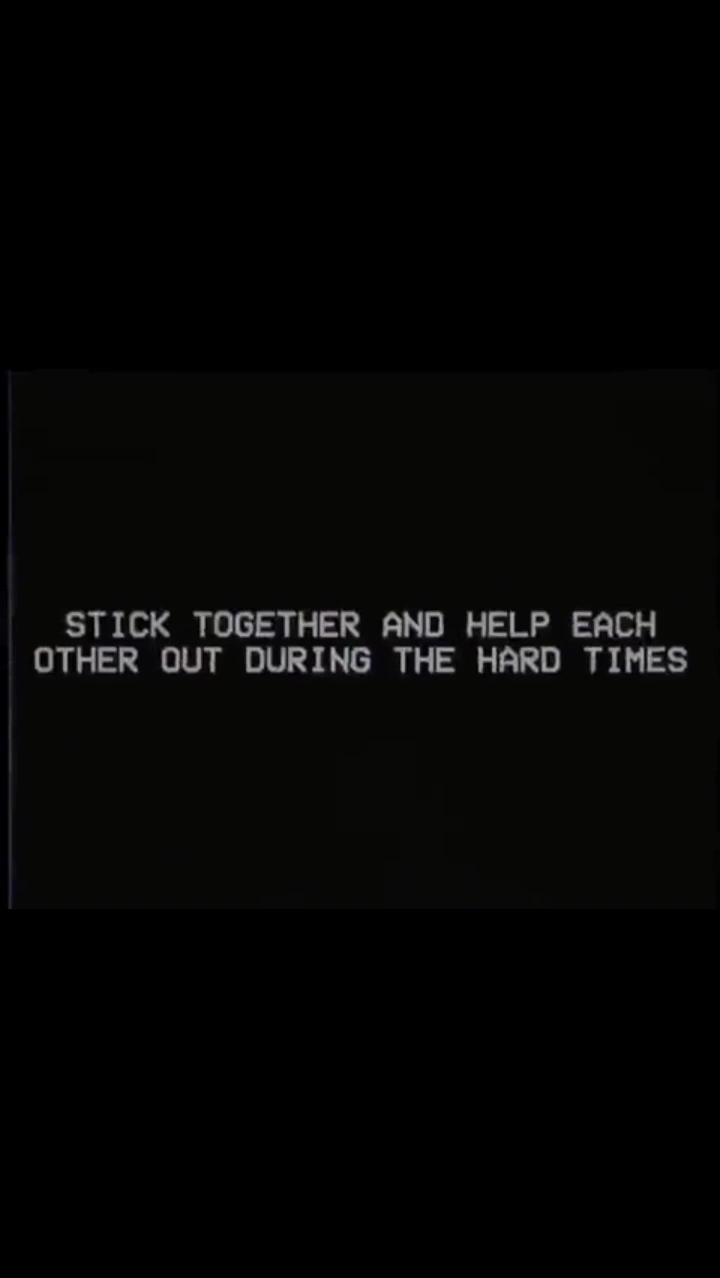 STICK TOGETHER AND HELP EACH
OTHER OUT DURING THE HARD TIMES